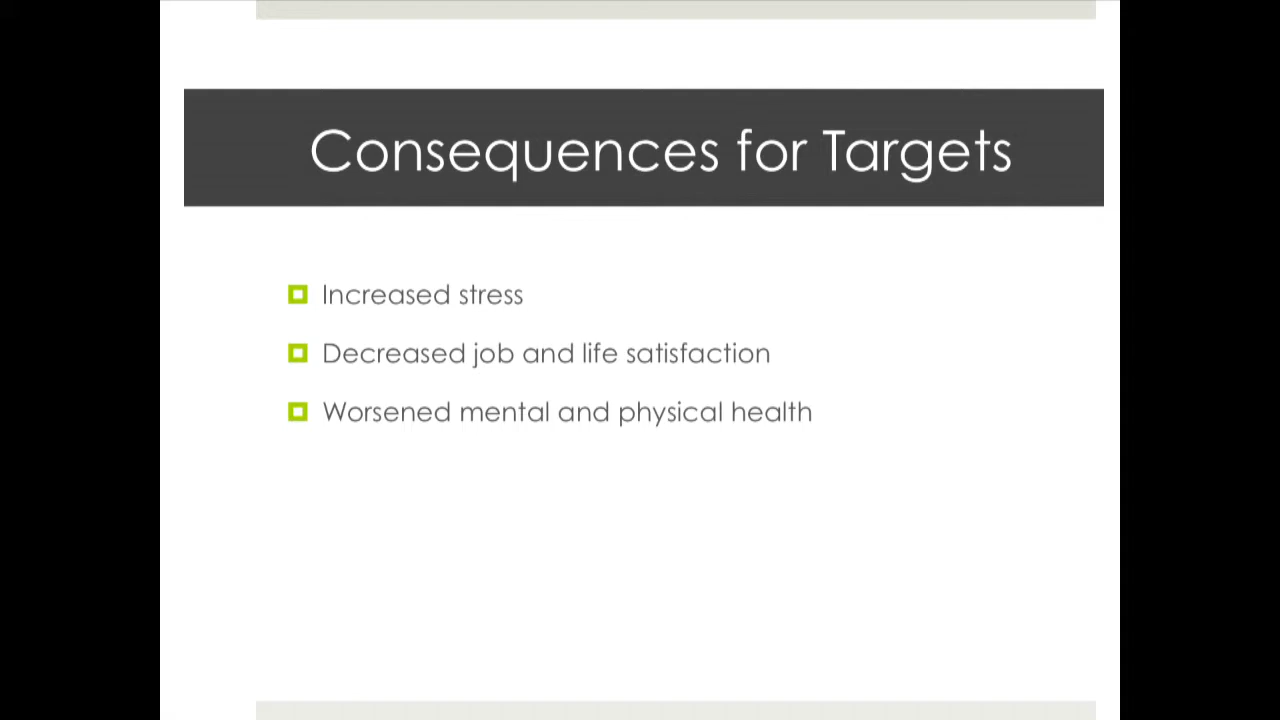 Consequences for Targets
Increased stress
Decreased job and life satisfaction
Worsened mental and physical health